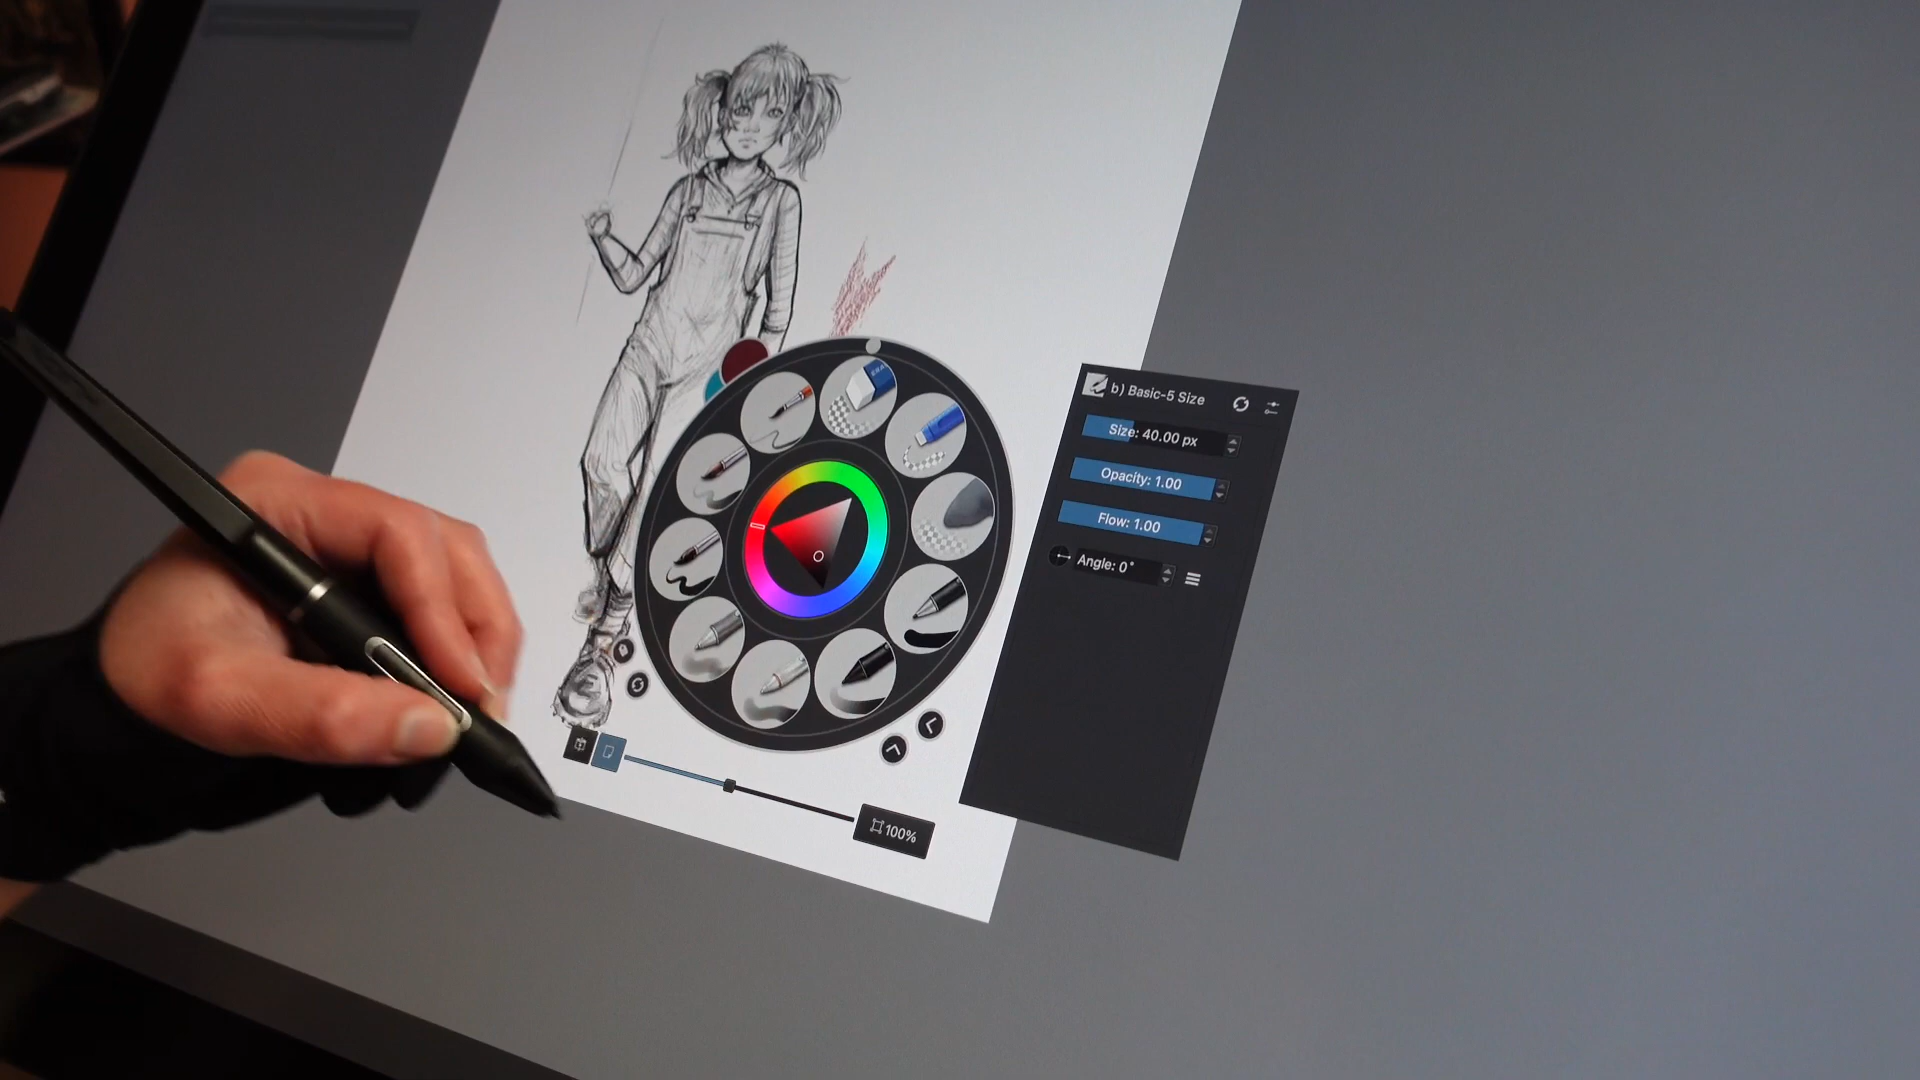 b) Basic-5 Size
Size: 40.00 px
Opacity: 1.00
Flow: 1.00
Angle: 0°
100%